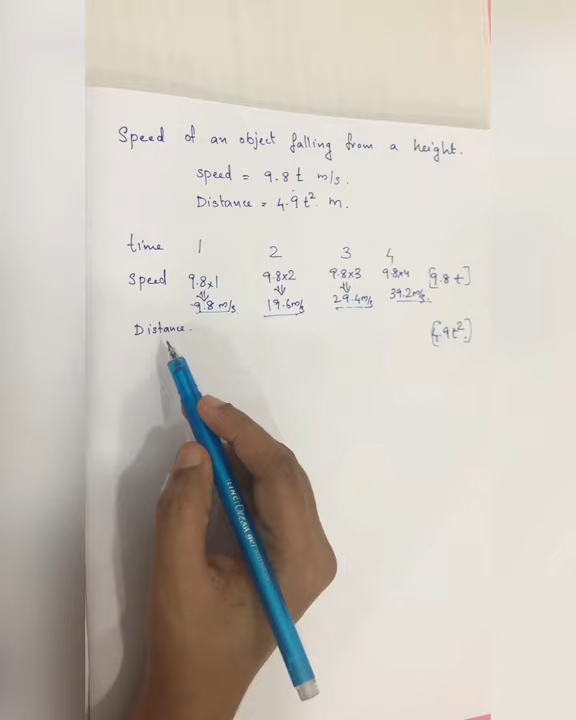 Speed of an object falling from a height.
speed = 9.8 t m/s.
Distance = 4.9 t². m.
time 1 2 3 4
Speed 9.8×1 9.8×2 9.8×3 9.8×4 [9.8 t]
⇓ ⇓ ⇓
9.8 m/s 19.6 m/s 29.4 m/s 39.2 m/s.
Distance. [4.9 t².]